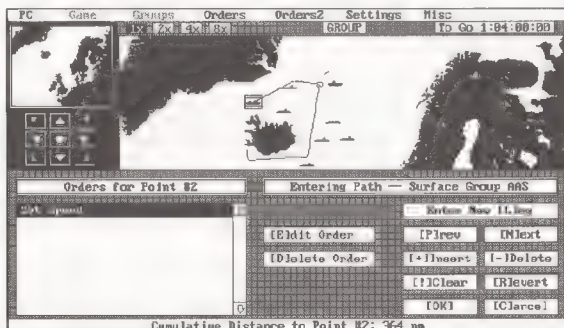 PC Game Groups Orders Orders2 Settings Misc
1X 2x 4x 8x GROUP To Go 1:04:00:00
Orders for Point #2
Entering Path — Surface Group AAS
Set Speed
Enter New
[E]dit Order
[P]rev [N]ext
[D]elete Order
[+]Insert [-]Delete
[!]Clear [R]evert
[OK] [C]ancel
Cumulative Distance to Point #2: 364 nm